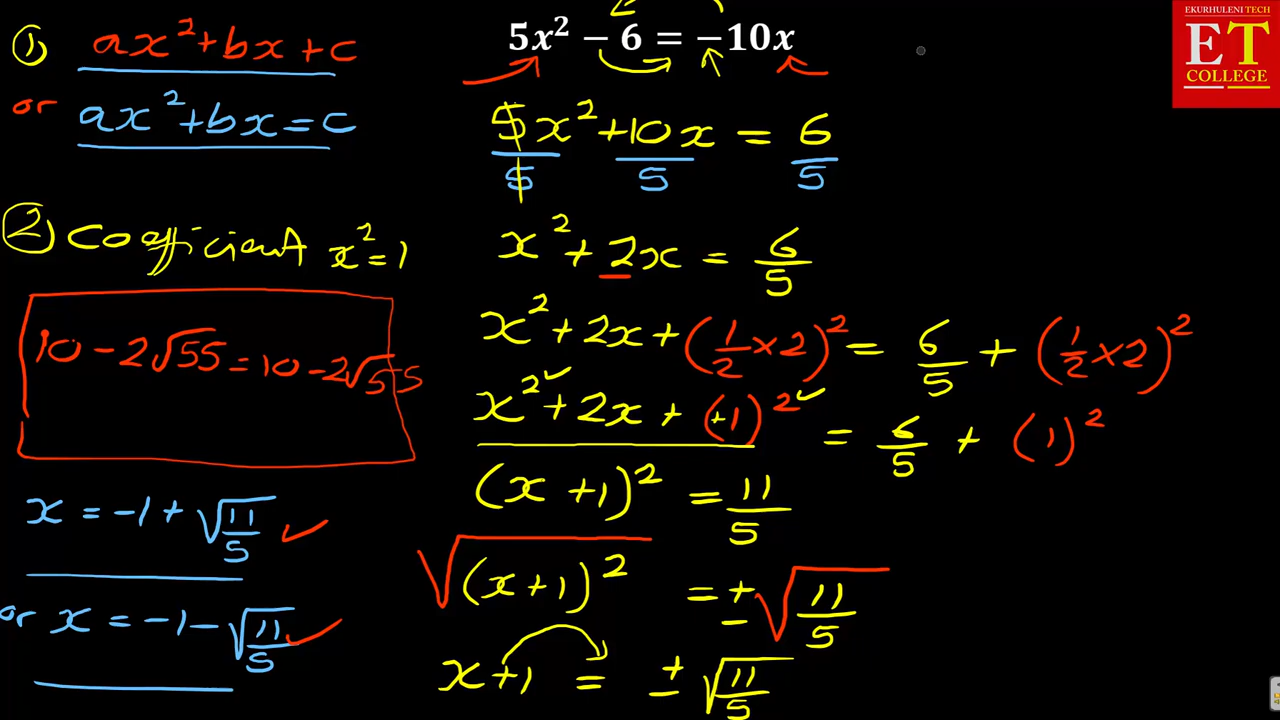 ① ax² + bx + c
or ax² + bx = c
② Coefficient x² = 1
10 - 2√55 = 10 - 2√55
x = -1 + √(11/5) ✓
or x = -1 - √(11/5) ✓
5x² − 6 = −10x
5x²/5 + 10x/5 = 6/5
x² + 2x = 6/5
x² + 2x + (1/2 × 2)² = 6/5 + (1/2 × 2)²
x² ✓ + 2x + (+1)² ✓ = 6/5 + (1)²
(x + 1)² = 11/5
√(x + 1)² = ± √(11/5)
x + 1 = ± √(11/5)
EKURHULENI TECH
ET
COLLEGE